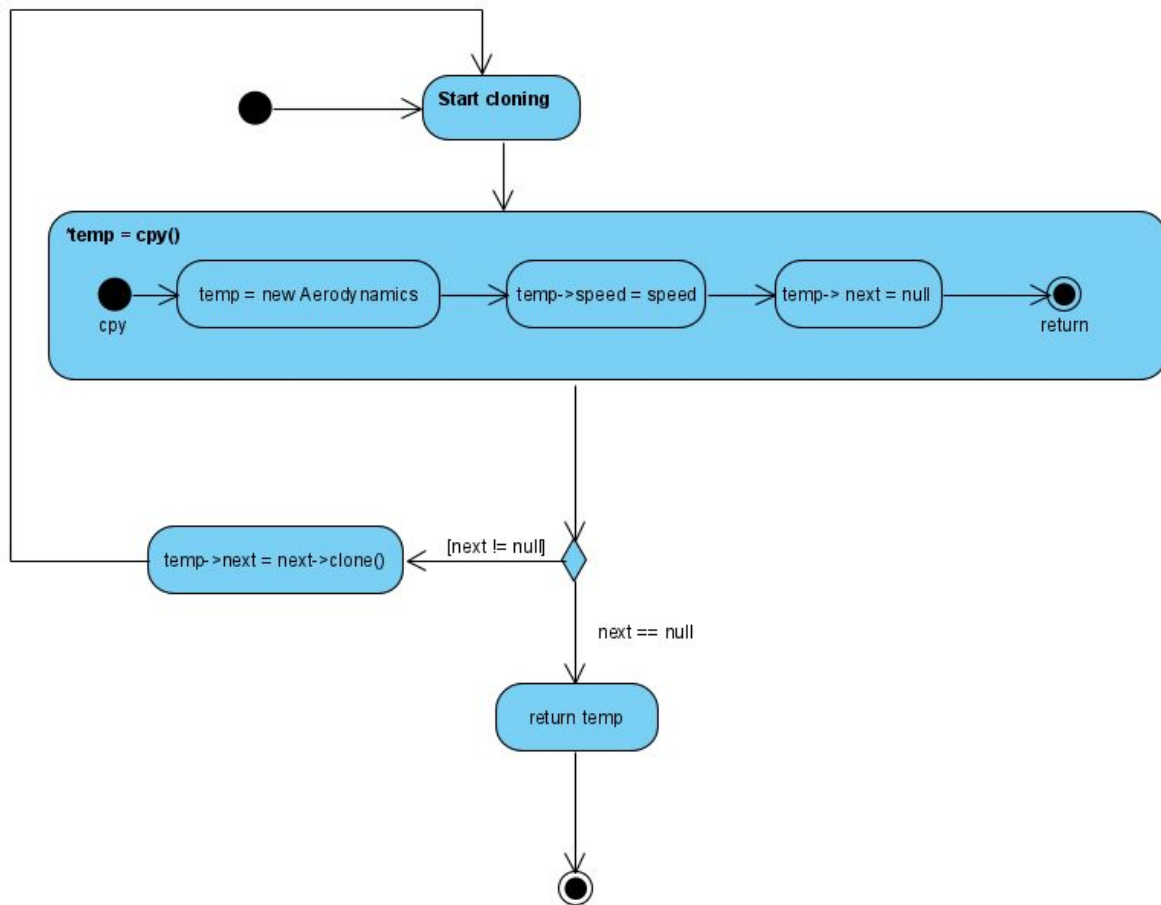 Start cloning
*temp = cpy()
temp = new Aerodynamics
temp->speed = speed
temp-> next = null
cpy
return
[next != null]
temp->next = next->clone()
next == null
return temp